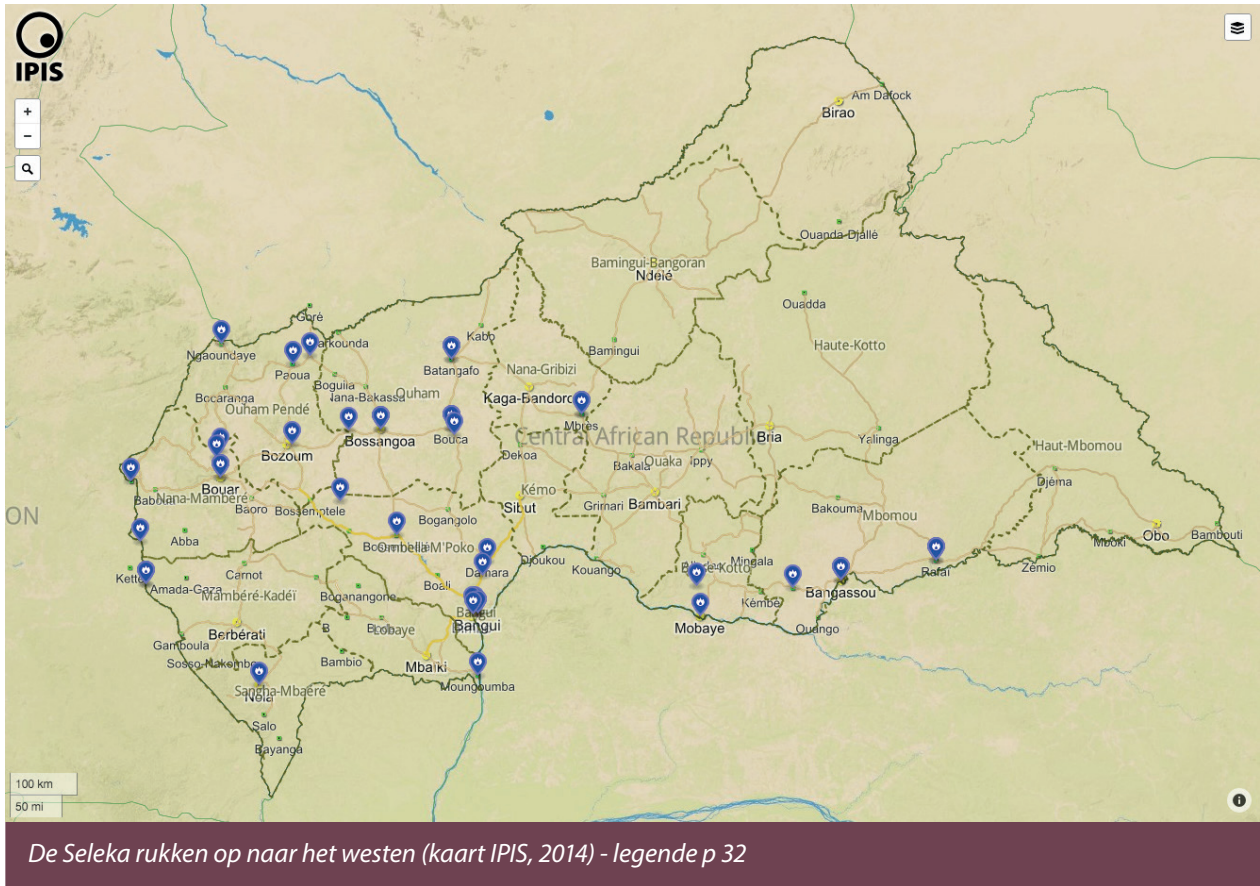 IPIS
+
−
Am Dafock
Birao
Ouanda-Djallé
Bamingui-Bangoran
Ndélé
Ouadda
Goré
Kabo
Haute-Kotto
Ngaoundaye
Markounda
Bamingui
Paoua
Batangafo
Nana-Gribizi
Boguila
Bocaranga
Nana-Bakassa
Ouham
Kaga-Bandoro
Ouham Pendé
Mbrès
Bossangoa
Bouca
Central African Republic
Bria
Yalinga
Haut-Mbomou
Bozoum
Dekoa
Bakala
Ouaka
Ippy
Djéma
Bouar
Kémo
Baboua
Nana-Mambéré
Baoro
Bossemptele
Sibut
Grimari
Bambari
Bakouma
Mbomou
ON
Bogangolo
Obo
Bambouti
Abba
Ombella M'Poko
Mboki
Damara
Djoukou
Kouango
Mingala
Rafaï
Zémio
Carnot
Amada-Gaza
Boali
Bangassou
Mambéré-Kadéï
Boganangone
Kémbé
Bangui
Mobaye
Ouango
Berbérati
Lobaye
Gamboula
Sosso-Nakombo
Bambio
Mbaïki
Moungoumba
Sangha-Mbaéré
Nola
Salo
Bayanga
100 km
50 mi
De Seleka rukken op naar het westen (kaart IPIS, 2014) - legende p 32